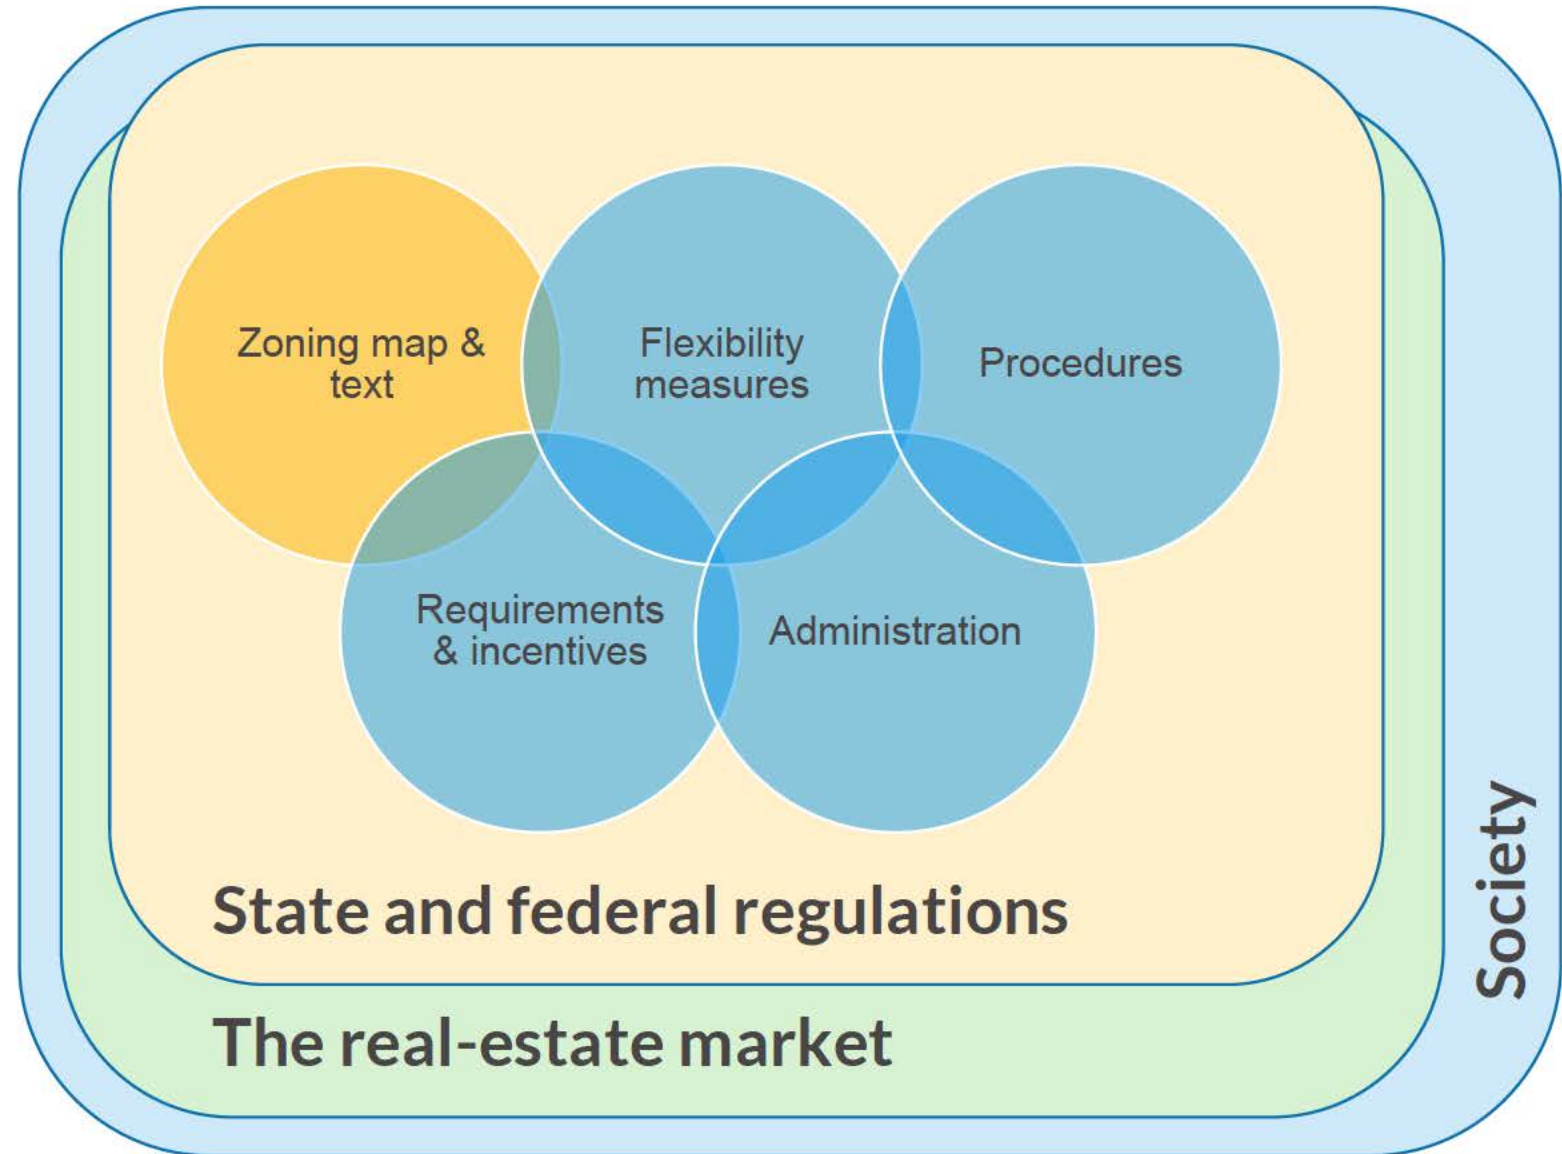 Zoning map &
text
Flexibility
measures
Procedures
Requirements
& incentives
Administration
State and federal regulations
The real-estate market
Society